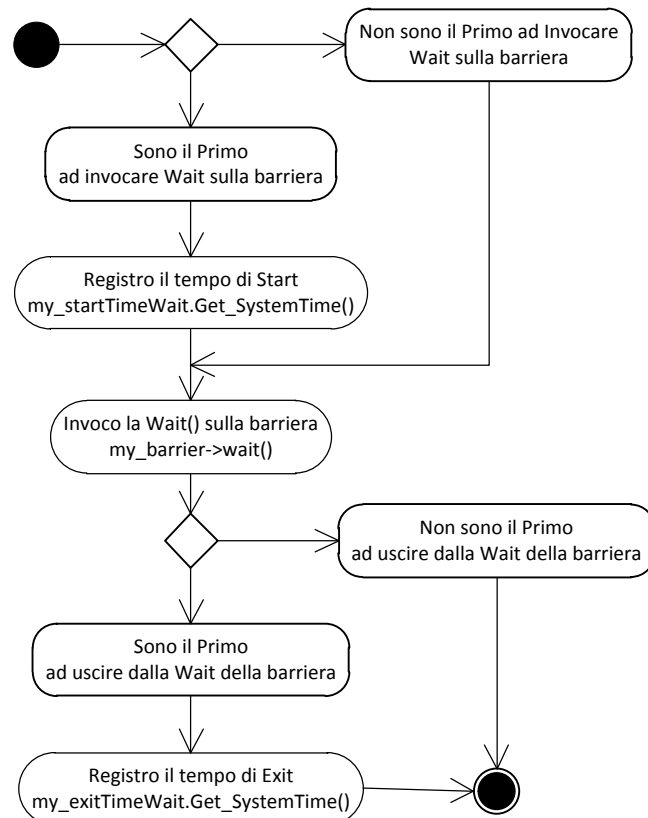 Non sono il Primo ad Invocare
Wait sulla barriera
Sono il Primo
ad invocare Wait sulla barriera
Registro il tempo di Start
my_startTimeWait.Get_SystemTime()
Invoco la Wait() sulla barriera
my_barrier->wait()
Non sono il Primo
ad uscire dalla Wait della barriera
Sono il Primo
ad uscire dalla Wait della barriera
Registro il tempo di Exit
my_exitTimeWait.Get_SystemTime()